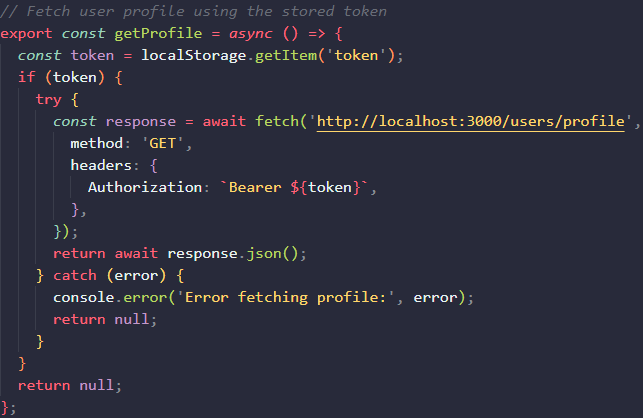 // Fetch user profile using the stored token
export const getProfile = async () => {
  const token = localStorage.getItem('token');
  if (token) {
    try {
      const response = await fetch('http://localhost:3000/users/profile',
        method: 'GET',
        headers: {
          Authorization: `Bearer ${token}`,
        },
      });
      return await response.json();
    } catch (error) {
      console.error('Error fetching profile:', error);
      return null;
    }
  }
  return null;
};